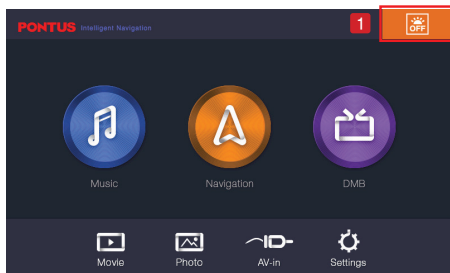 PONTUS Intelligent Navigation
1
OFF
Music
Navigation
DMB
Movie
Photo
AV-in
Settings